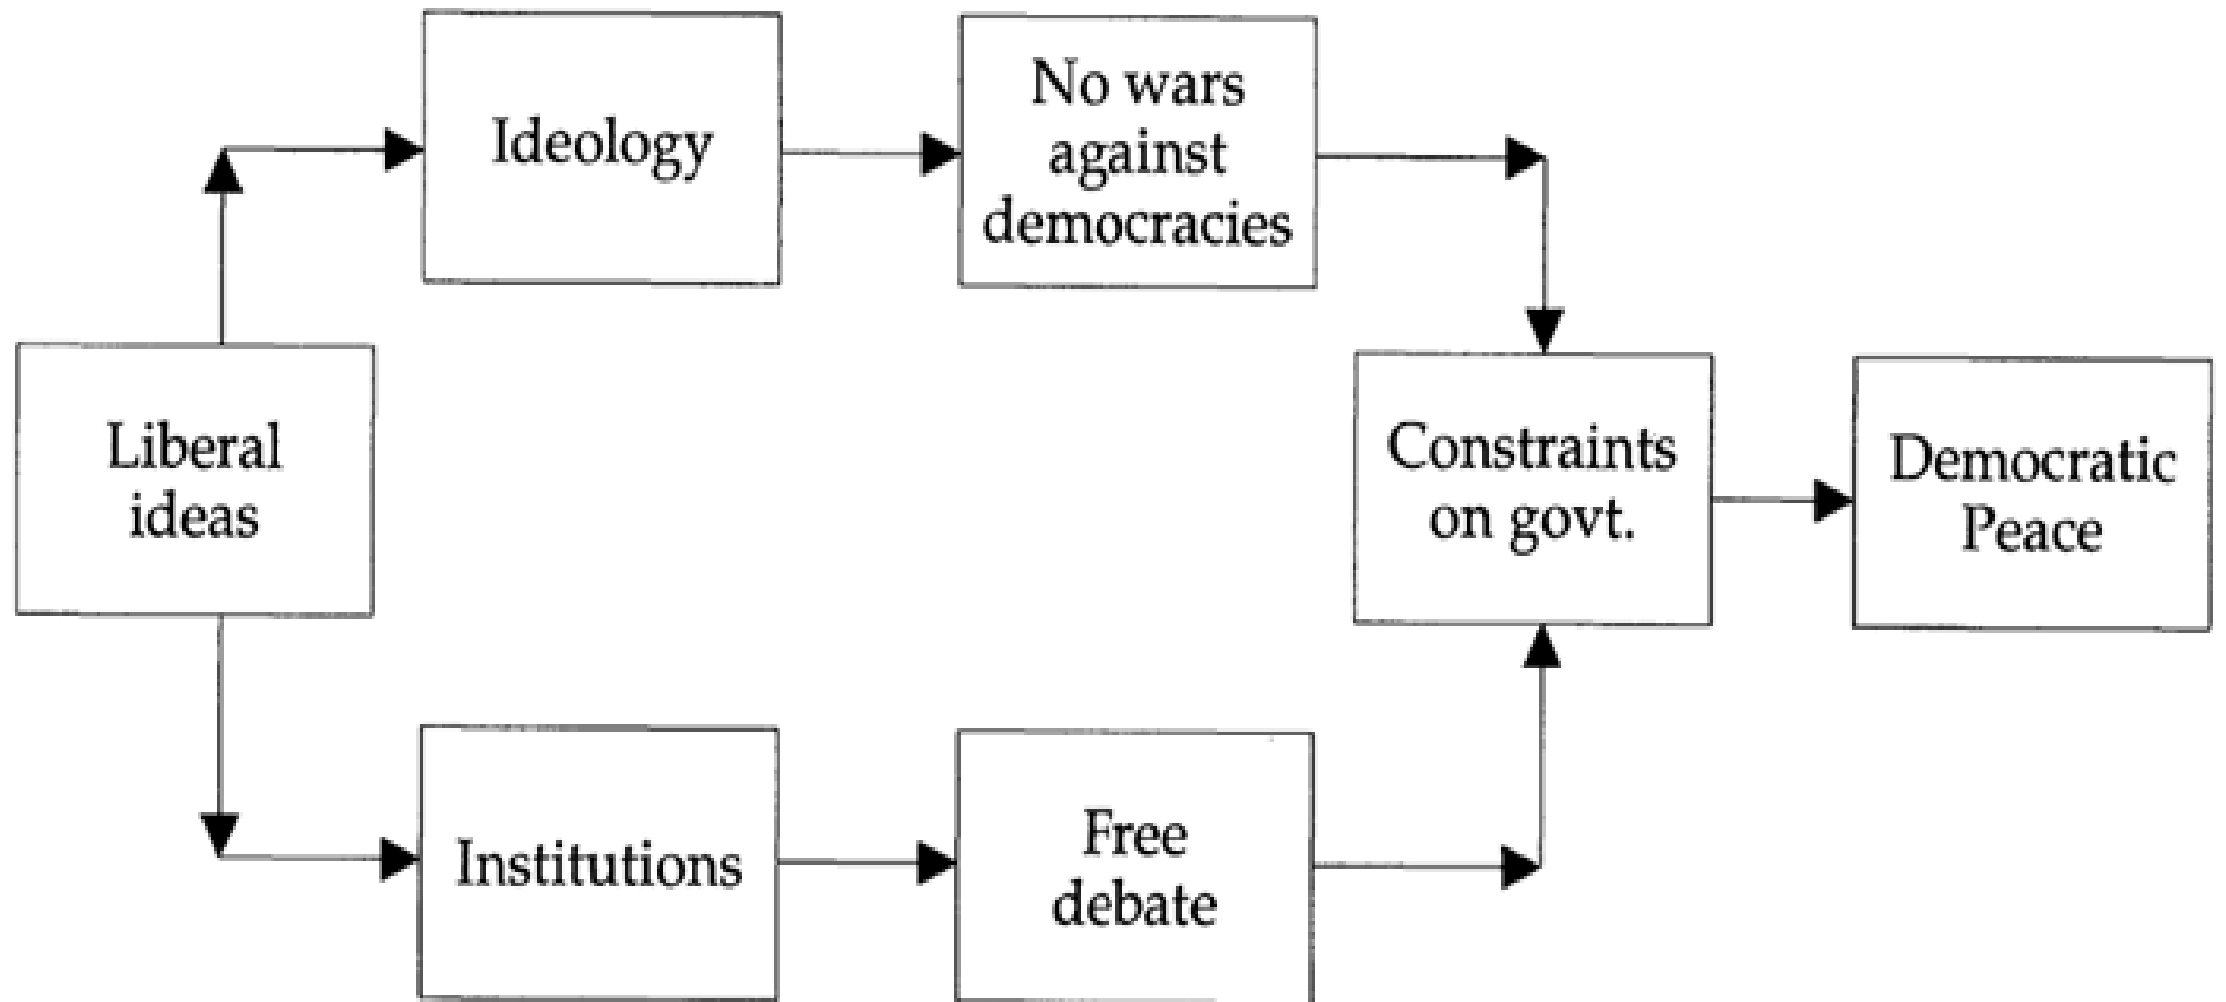 Ideology
No wars
against
democracies
Liberal
ideas
Constraints
on govt.
Democratic
Peace
Institutions
Free
debate